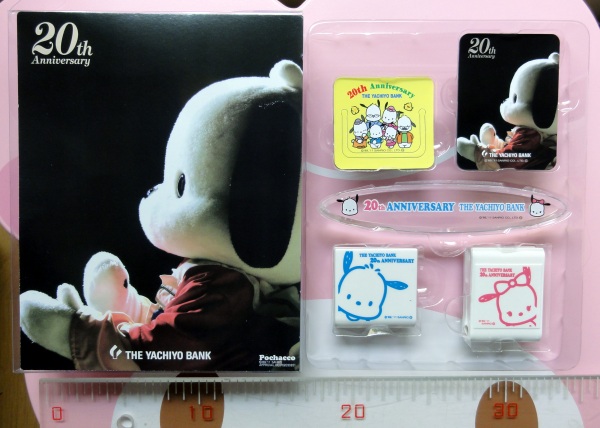 20th
Anniversary
THE YACHIYO BANK
Pochacco
20th Anniversary
THE YACHIYO BANK
20th
Anniversary
THE YACHIYO BANK
20th ANNIVERSARY THE YACHIYO BANK
THE YACHIYO BANK
20th ANNIVERSARY
THE YACHIYO BANK
20th ANNIVERSARY
0 10 20 30